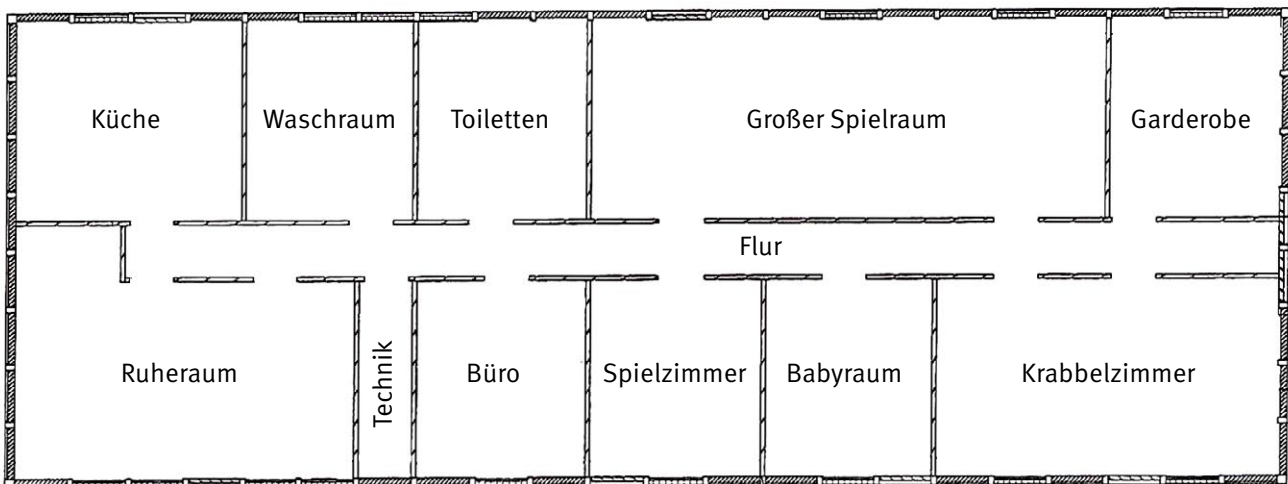 Küche
Waschraum
Toiletten
Großer Spielraum
Garderobe
Flur
Ruheraum
Technik
Büro
Spielzimmer
Babyraum
Krabbelzimmer